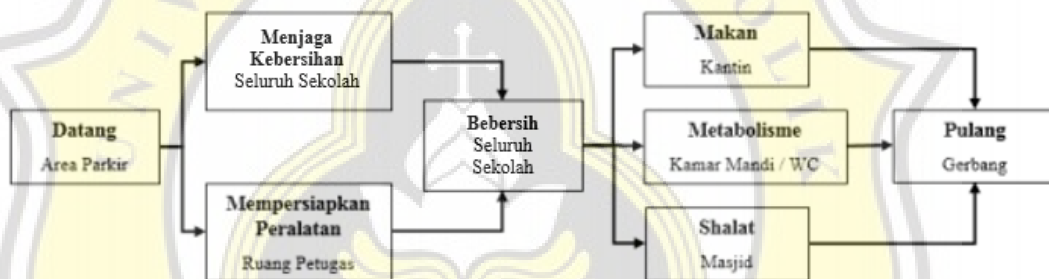 Datang
Area Parkir
Menjaga
Kebersihan
Seluruh Sekolah
Mempersiapkan
Peralatan
Ruang Petugas
Bebersih
Seluruh
Sekolah
Makan
Kantin
Metabolisme
Kamar Mandi / WC
Shalat
Masjid
Pulang
Gerbang